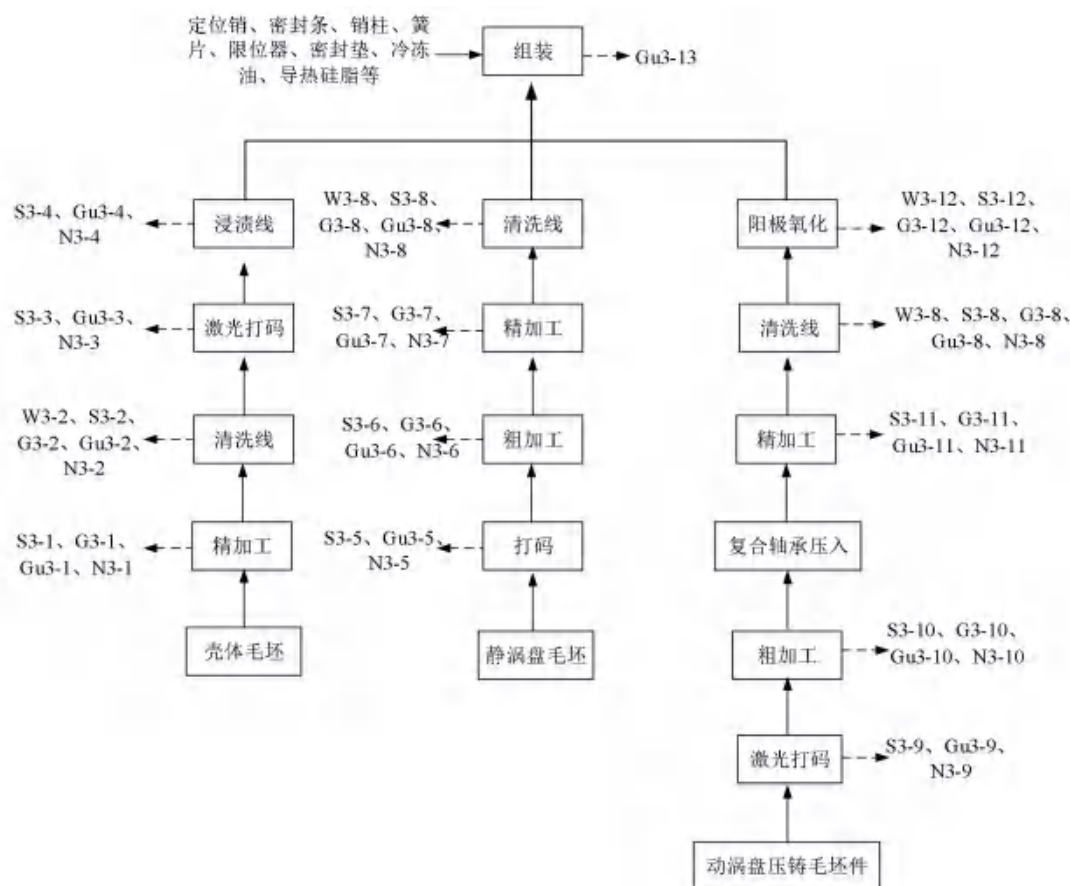 定位销、密封条、销柱、簧
片、限位器、密封垫、冷冻
油、导热硅脂等
组装
Gu3-13
S3-4、Gu3-4、
N3-4
浸渍线
W3-8、S3-8、
G3-8、Gu3-8、
N3-8
清洗线
阳极氧化
W3-12、S3-12、
G3-12、Gu3-12、
N3-12
S3-3、Gu3-3、
N3-3
激光打码
S3-7、G3-7、
Gu3-7、N3-7
精加工
清洗线
W3-8、S3-8、G3-8、
Gu3-8、N3-8
W3-2、S3-2、
G3-2、Gu3-2、
N3-2
清洗线
S3-6、G3-6、
Gu3-6、N3-6
粗加工
精加工
S3-11、G3-11、
Gu3-11、N3-11
S3-1、G3-1、
Gu3-1、N3-1
精加工
S3-5、Gu3-5、
N3-5
打码
复合轴承压入
壳体毛坯
静涡盘毛坯
粗加工
S3-10、G3-10、
Gu3-10、N3-10
激光打码
S3-9、Gu3-9、
N3-9
动涡盘压铸毛坯件